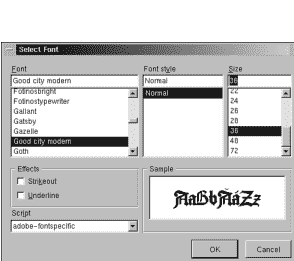 Select Font
Font
Font style
Size
Good city modern
Normal
36
Fotinosbright
Fotinostypewriter
Gallant
Gatsby
Gazelle
Good city modern
Goth
Normal
22
24
26
28
36
48
72
Effects
Strikeout
Underline
Sample
AaBbÃáZz
Script
adobe-fontspecific
OK
Cancel